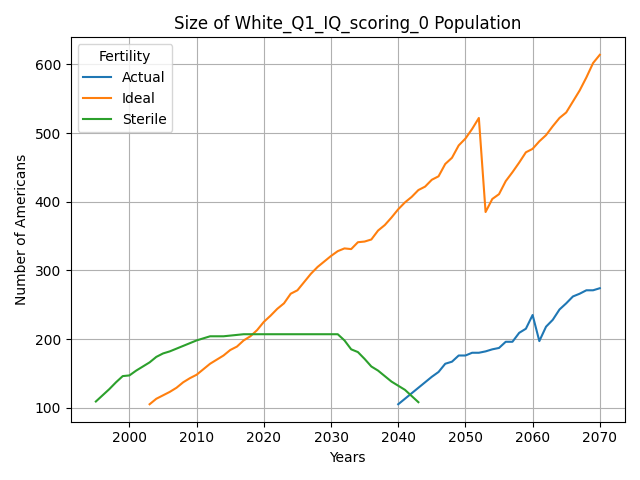 Size of White_Q1_IQ_scoring_0 Population
Fertility
Actual
Ideal
Sterile
Number of Americans
600
500
400
300
200
100
2000
2010
2020
2030
2040
2050
2060
2070
Years